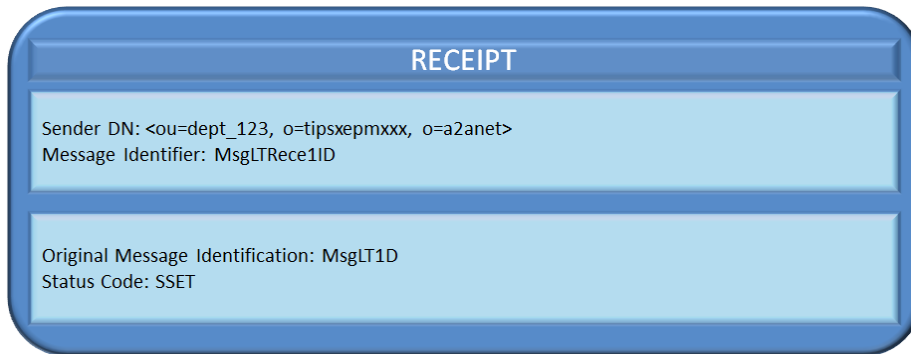 RECEIPT
Sender DN: <ou=dept_123, o=tipsxepmxxx, o=a2anet>
Message Identifier: MsgLTRece1ID
Original Message Identification: MsgLT1D
Status Code: SSET